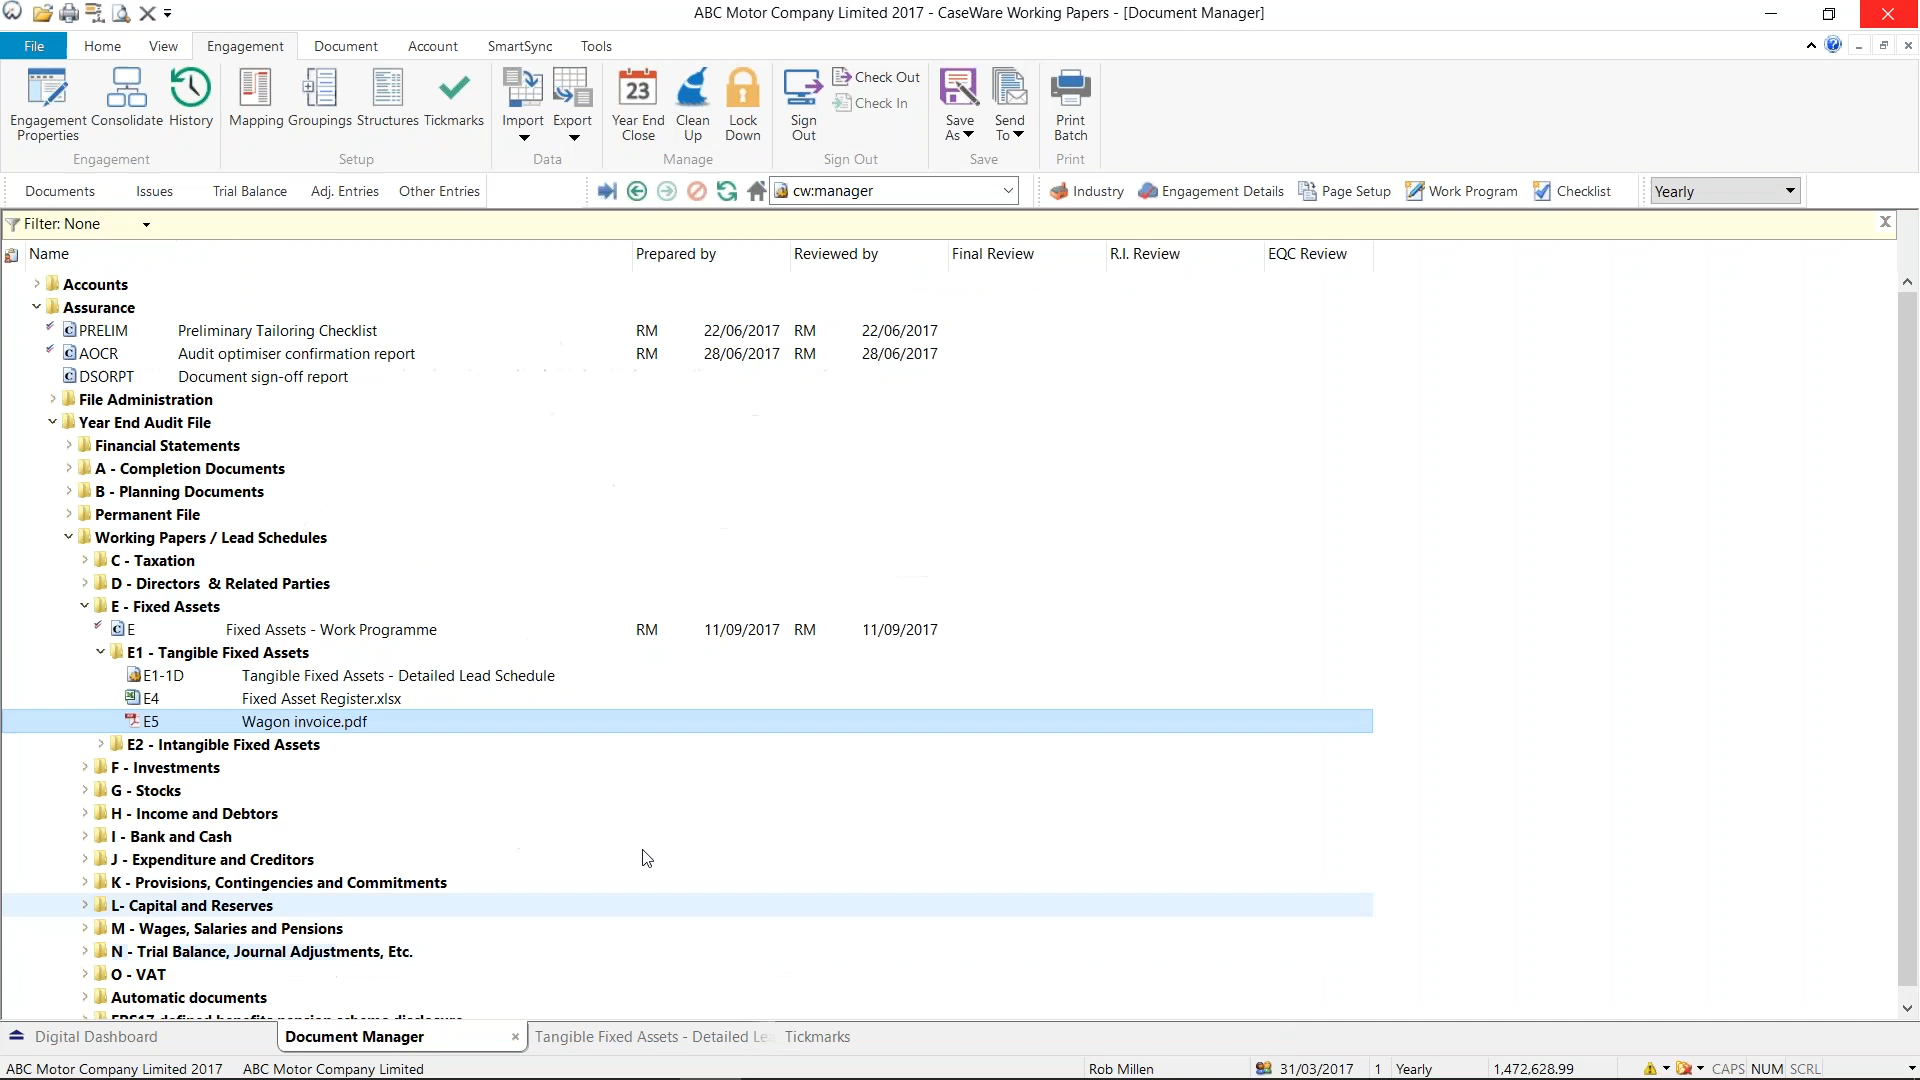 ABC Motor Company Limited 2017 - CaseWare Working Papers - [Document Manager]
File Home View Engagement Document Account SmartSync Tools
Engagement Properties Consolidate History Mapping Groupings Structures Tickmarks Import Export 23 Year End Close Clean Up Lock Down Sign Out Check Out Check In Save As Send To Print Batch
Engagement Setup Data Manage Sign Out Save Print
Documents Issues Trial Balance Adj. Entries Other Entries cw:manager Industry Engagement Details Page Setup Work Program Checklist Yearly
Filter: None
Name Prepared by Reviewed by Final Review R.I. Review EQC Review
Accounts
Assurance
PRELIM Preliminary Tailoring Checklist RM 22/06/2017 RM 22/06/2017
AOCR Audit optimiser confirmation report RM 28/06/2017 RM 28/06/2017
DSORPT Document sign-off report
File Administration
Year End Audit File
Financial Statements
A - Completion Documents
B - Planning Documents
Permanent File
Working Papers / Lead Schedules
C - Taxation
D - Directors & Related Parties
E - Fixed Assets
E Fixed Assets - Work Programme RM 11/09/2017 RM 11/09/2017
E1 - Tangible Fixed Assets
E1-1D Tangible Fixed Assets - Detailed Lead Schedule
E4 Fixed Asset Register.xlsx
E5 Wagon invoice.pdf
E2 - Intangible Fixed Assets
F - Investments
G - Stocks
H - Income and Debtors
I - Bank and Cash
J - Expenditure and Creditors
K - Provisions, Contingencies and Commitments
L- Capital and Reserves
M - Wages, Salaries and Pensions
N - Trial Balance, Journal Adjustments, Etc.
O - VAT
Automatic documents
Digital Dashboard Document Manager Tangible Fixed Assets - Detailed Le Tickmarks
ABC Motor Company Limited 2017 ABC Motor Company Limited Rob Millen 31/03/2017 1 Yearly 1,472,628.99 CAPS NUM SCRL